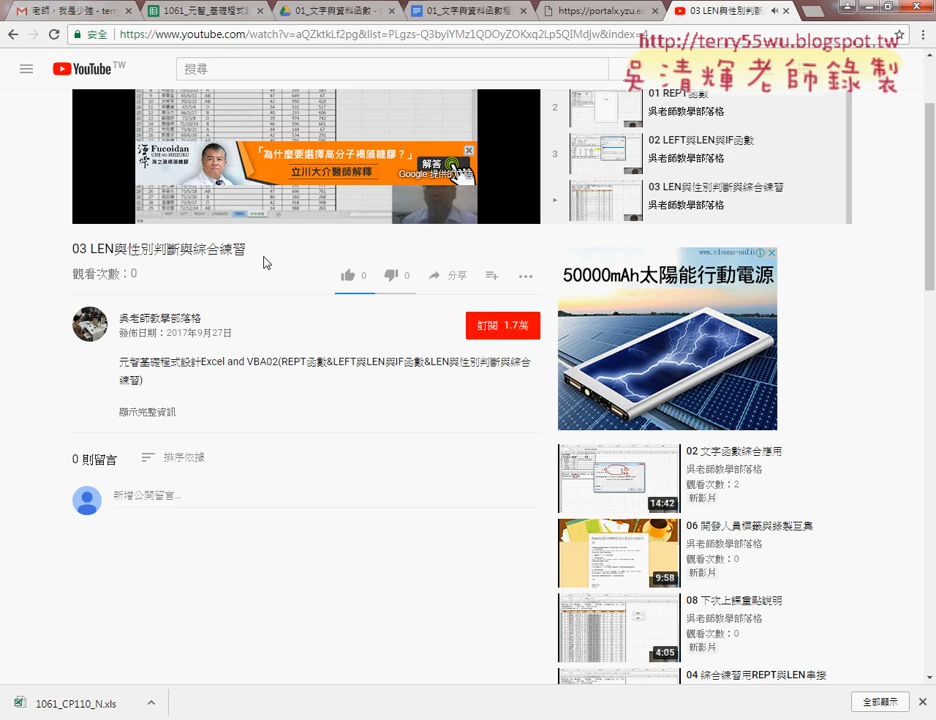 老師，我是少強 - terry
1061_元智_基礎程式
01_文字與資料函數 -
01_文字與資料函數程
https://portalx.yzu.e
03 LEN與性別判斷
安全
https://www.youtube.com/watch?v=aQZktkLf2pg&list=PLgzs-Q3byiYMz1QDOyZOKxq2Lp5QIMdjw&index=4
http://terry55wu.blogspot.tw
吳清輝老師錄製
YouTube TW
搜尋
2
01 REPT函數
吳老師教學部落格
3
02 LEFT與LEN與IF函數
吳老師教學部落格
03 LEN與性別判斷與綜合練習
吳老師教學部落格
Fucoidan
海之滴褐藻醣膠
「為什麼要選擇高分子褐藻醣膠？」
立川大介醫師解釋
解答
Google 提供的廣告
03 LEN與性別判斷與綜合練習
觀看次數：0
0
0
分享
吳老師教學部落格
發佈日期：2017年9月27日
訂閱 1.7萬
元智基礎程式設計Excel and VBA02(REPT函數&LEFT與LEN與IF函數&LEN與性別判斷與綜合
練習)
顯示完整資訊
0 則留言
排序依據
新增公開留言...
50000mAh太陽能行動電源
02 文字函數綜合應用
吳老師教學部落格
觀看次數：2
新影片
14:42
06 開發人員標籤與錄製巨集
吳老師教學部落格
觀看次數：0
新影片
9:58
08 下次上課重點說明
吳老師教學部落格
觀看次數：0
新影片
4:05
04 綜合練習用REPT與LEN串接
1061_CP110_N.xls
全部顯示